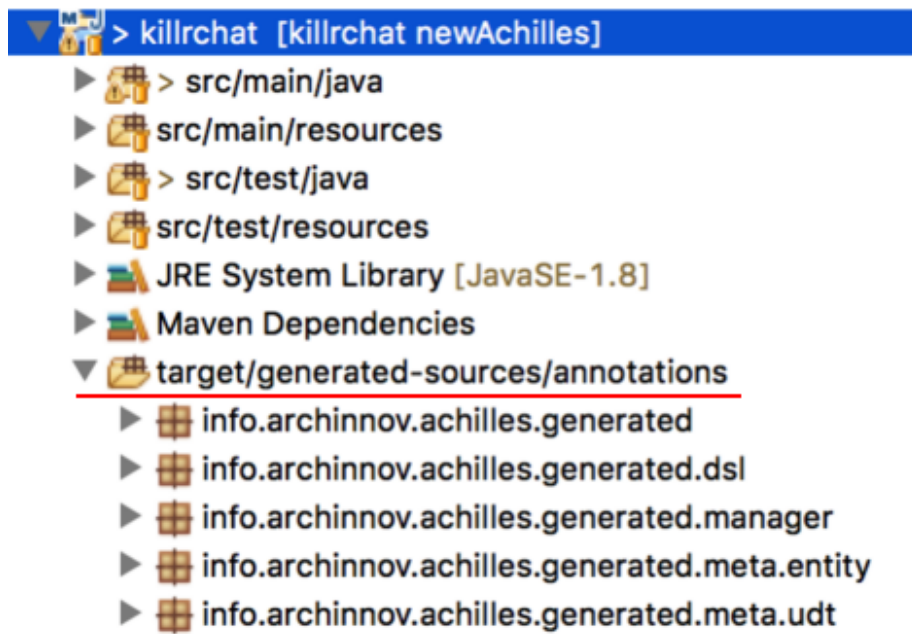 > killrchat [killrchat newAchilles]
> src/main/java
src/main/resources
> src/test/java
src/test/resources
JRE System Library [JavaSE-1.8]
Maven Dependencies
target/generated-sources/annotations
info.archinnov.achilles.generated
info.archinnov.achilles.generated.dsl
info.archinnov.achilles.generated.manager
info.archinnov.achilles.generated.meta.entity
info.archinnov.achilles.generated.meta.udt